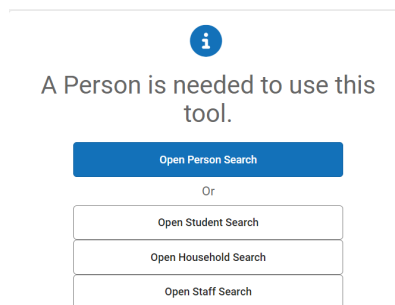 A Person is needed to use this
tool.
Open Person Search
Or
Open Student Search
Open Household Search
Open Staff Search